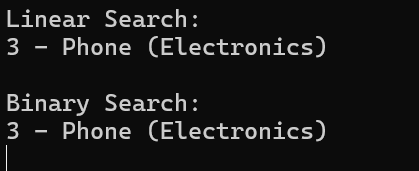 Linear Search:
3 - Phone (Electronics)
Binary Search:
3 - Phone (Electronics)